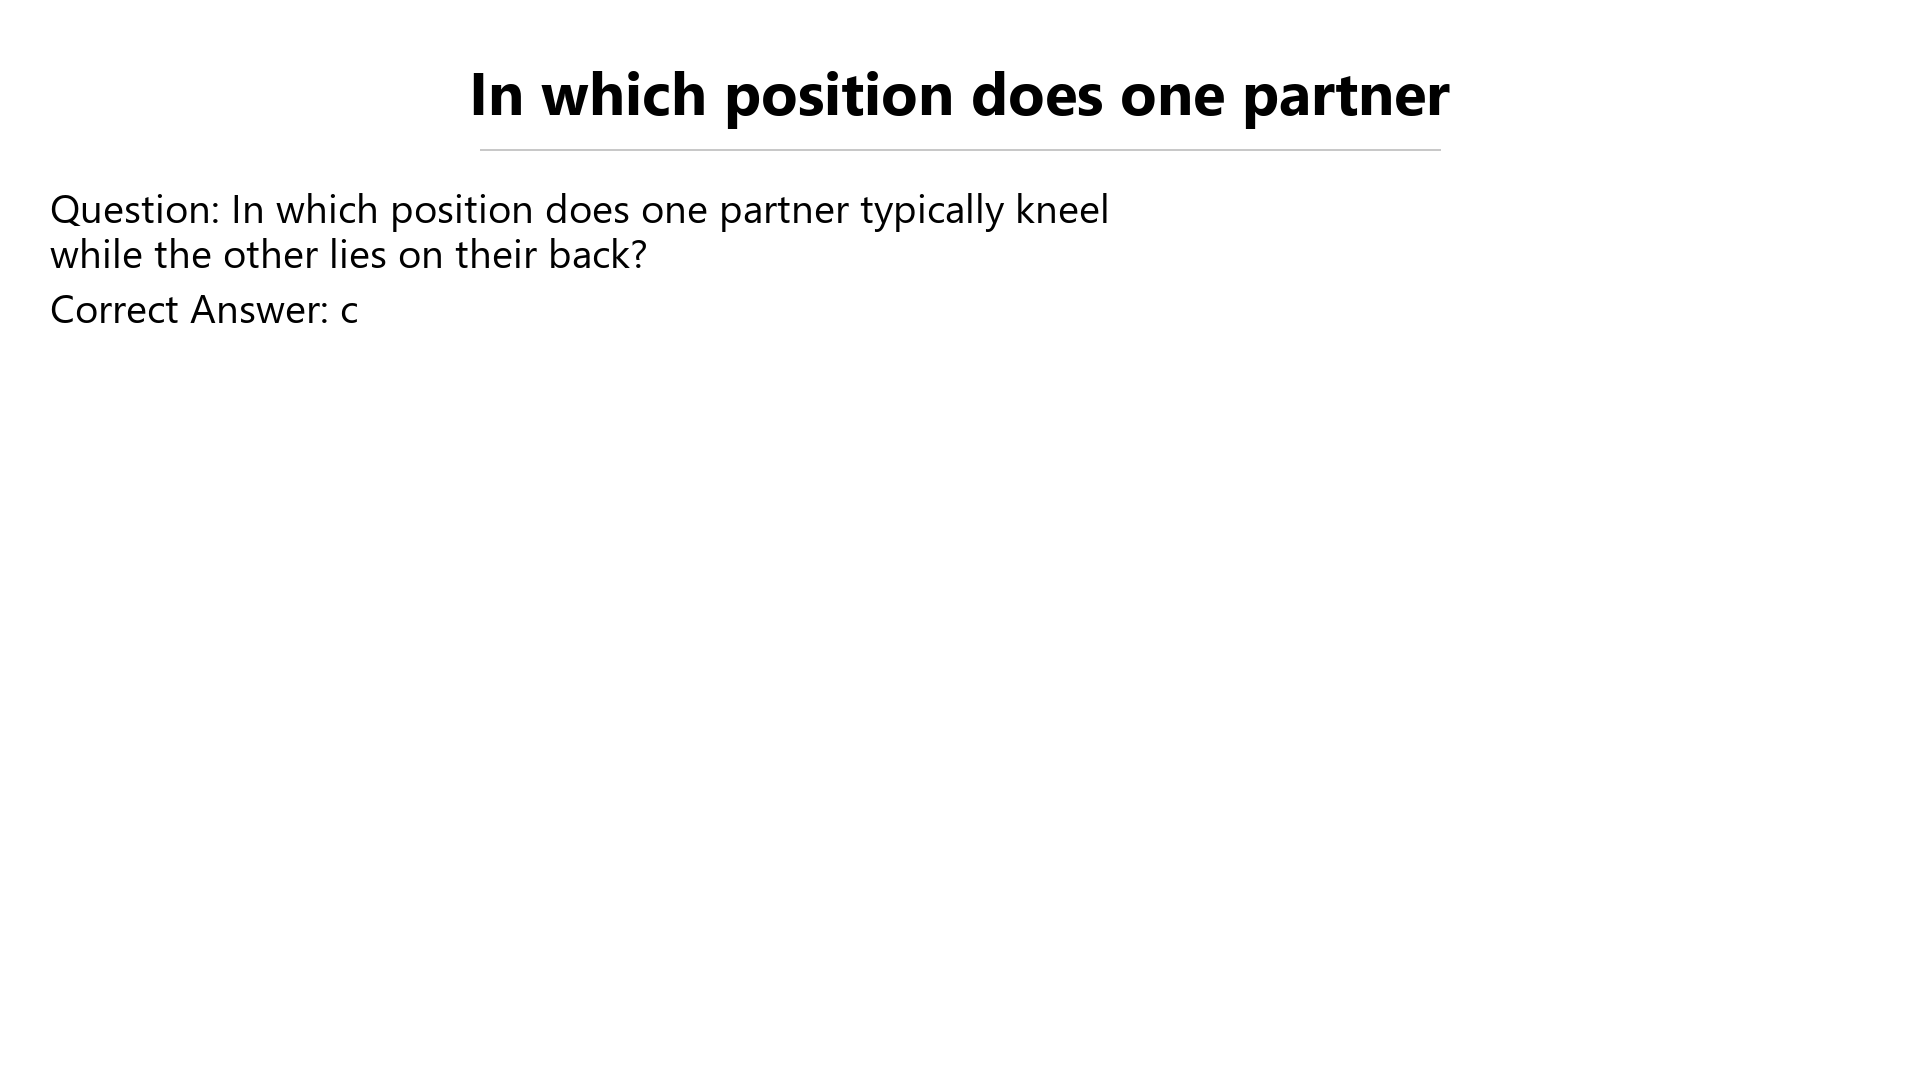 In which position does one partner
Question: In which position does one partner typically kneel
while the other lies on their back?
Correct Answer: c